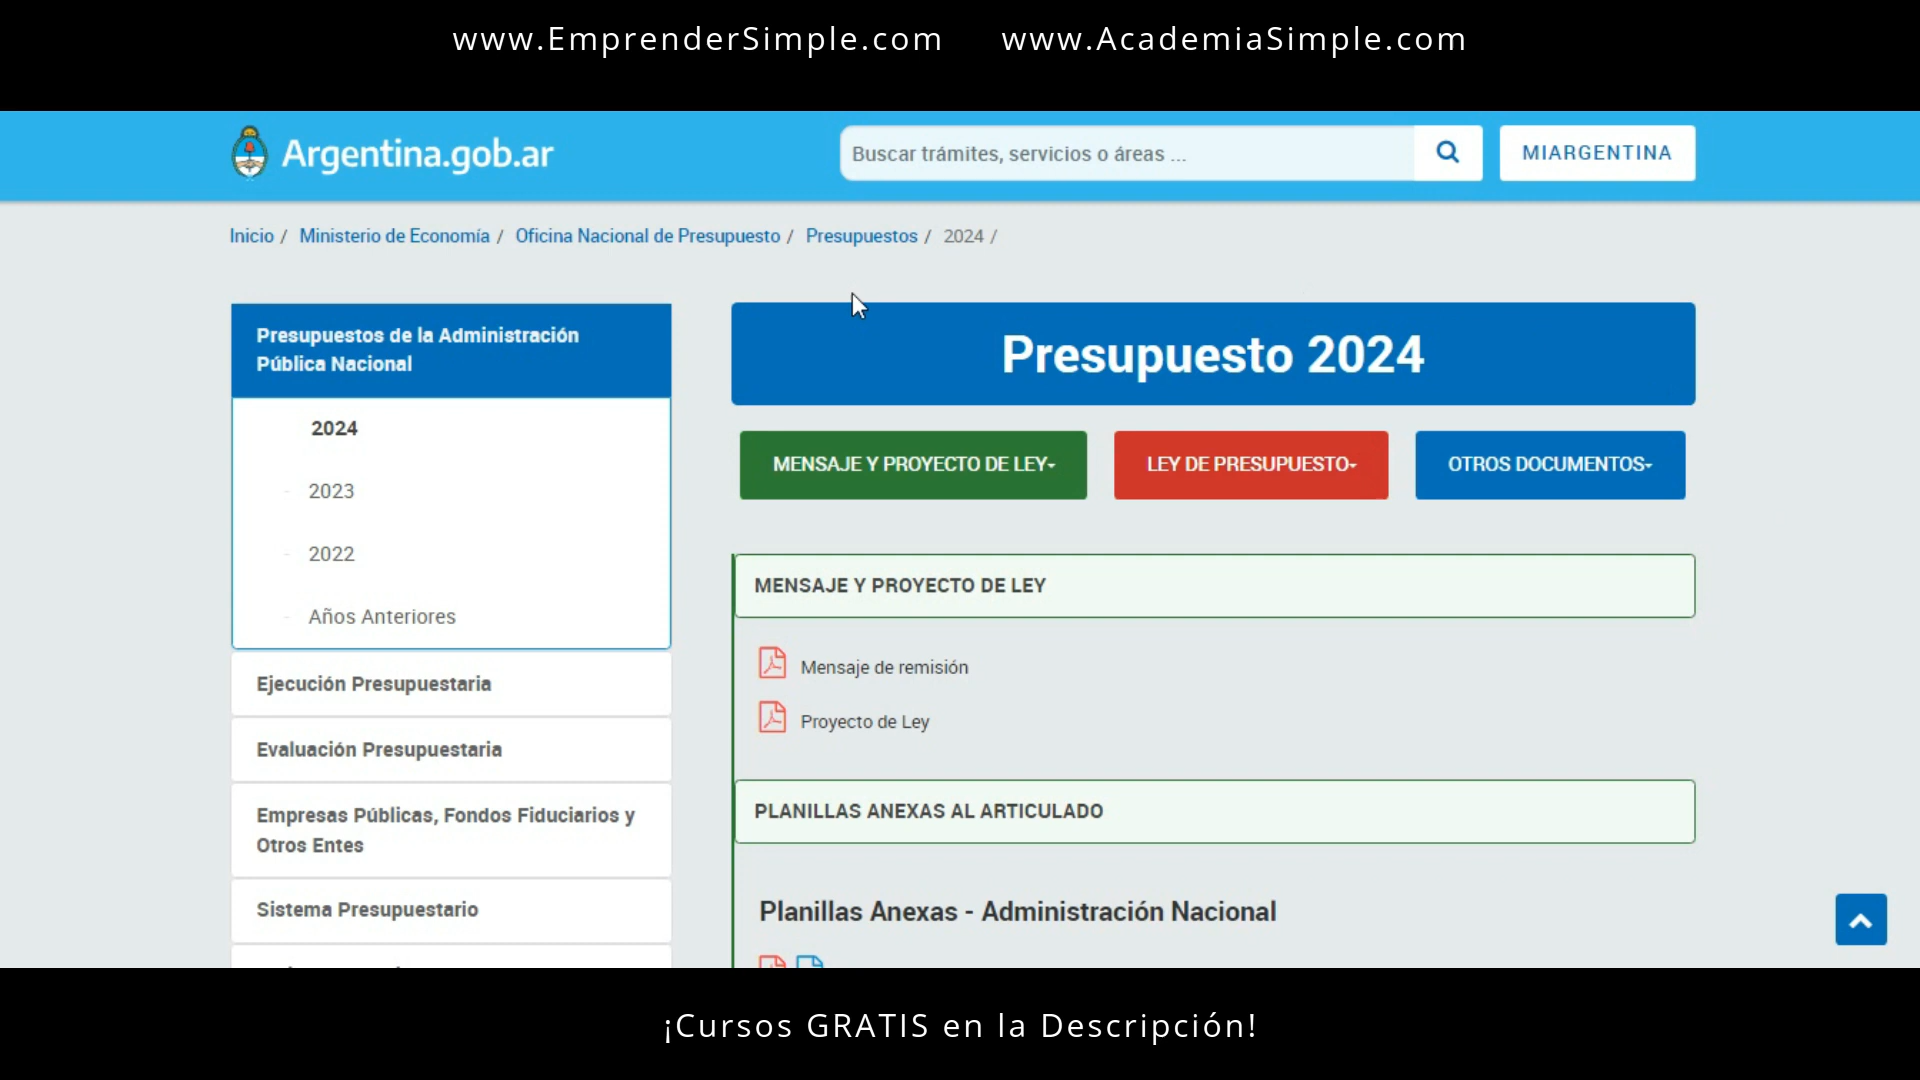 www.EmprenderSimple.com www.AcademiaSimple.com
Argentina.gob.ar
Buscar trámites, servicios o áreas ...
MIARGENTINA
Inicio / Ministerio de Economía / Oficina Nacional de Presupuesto / Presupuestos / 2024 /
Presupuestos de la Administración
Pública Nacional
2024
- 2023
- 2022
- Años Anteriores
Ejecución Presupuestaria
Evaluación Presupuestaria
Empresas Públicas, Fondos Fiduciarios y
Otros Entes
Sistema Presupuestario
Presupuesto 2024
MENSAJE Y PROYECTO DE LEY
LEY DE PRESUPUESTO
OTROS DOCUMENTOS
MENSAJE Y PROYECTO DE LEY
Mensaje de remisión
Proyecto de Ley
PLANILLAS ANEXAS AL ARTICULADO
Planillas Anexas - Administración Nacional
¡Cursos GRATIS en la Descripción!